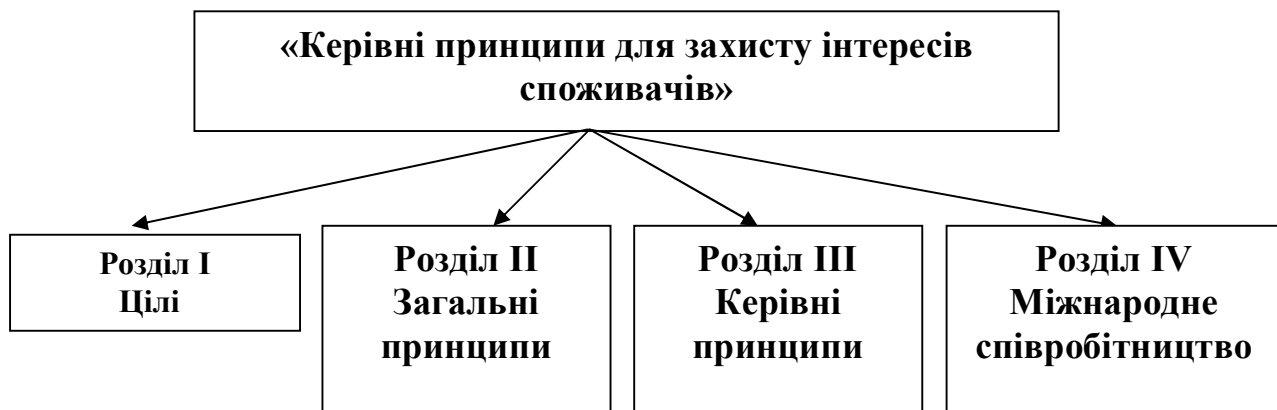 «Керівні принципи для захисту інтересів
споживачів»
Розділ I
Цілі
Розділ II
Загальні
принципи
Розділ III
Керівні
принципи
Розділ IV
Міжнародне
співробітництво